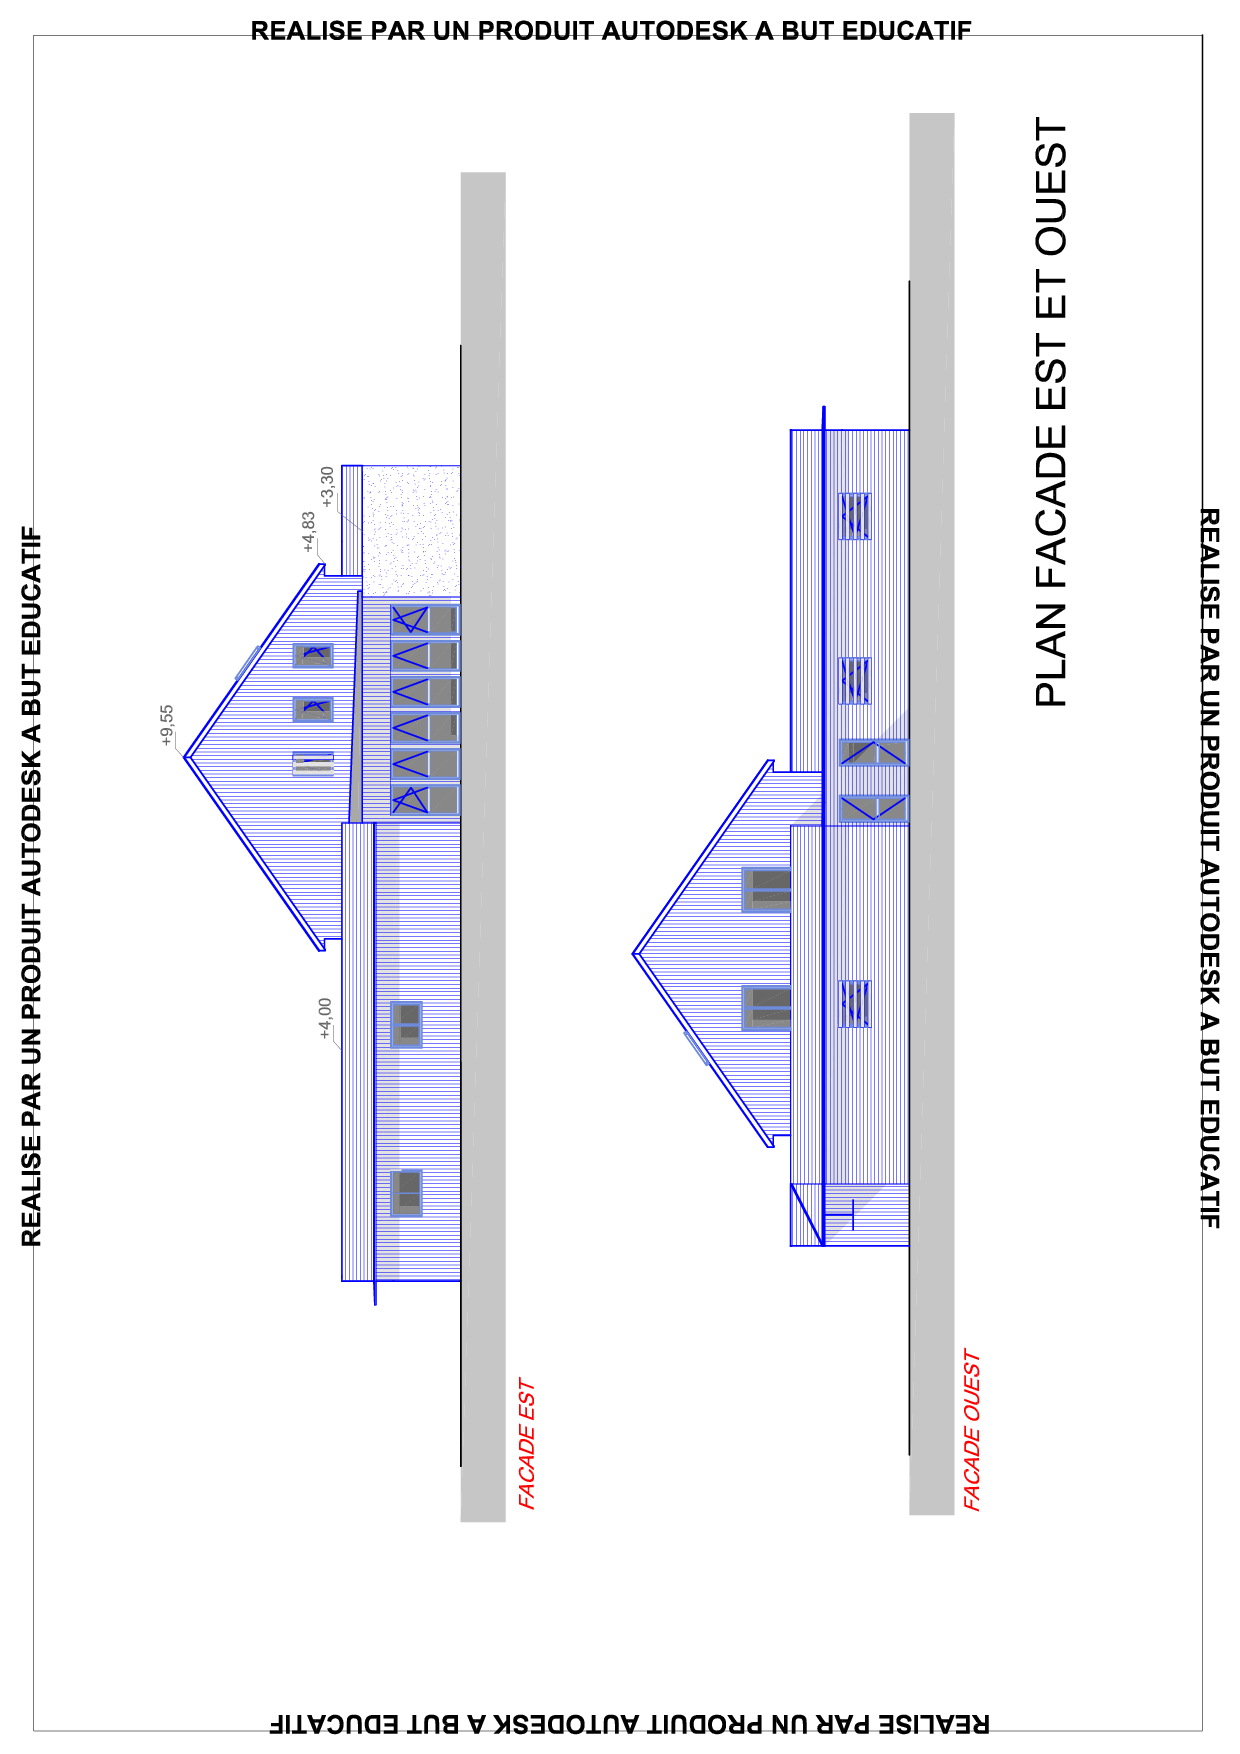 REALISE PAR UN PRODUIT AUTODESK A BUT EDUCATIF
REALISE PAR UN PRODUIT AUTODESK A BUT EDUCATIF
+9,55
+4,83
+3,30
+4,00
FACADE EST
FACADE OUEST
PLAN FACADE EST ET OUEST
REALISE PAR UN PRODUIT AUTODESK A BUT EDUCATIF
REALISE PAR UN PRODUIT AUTODESK A BUT EDUCATIF